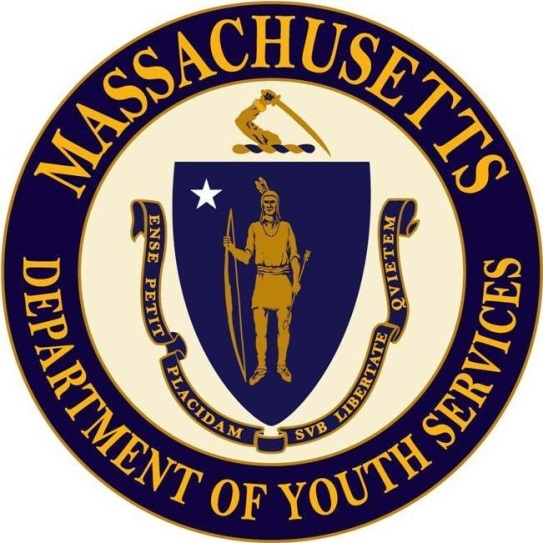 MASSACHUSETTS
DEPARTMENT OF YOUTH SERVICES
ENSE PETIT PLACIDAM SVB LIBERTATE QVIETEM